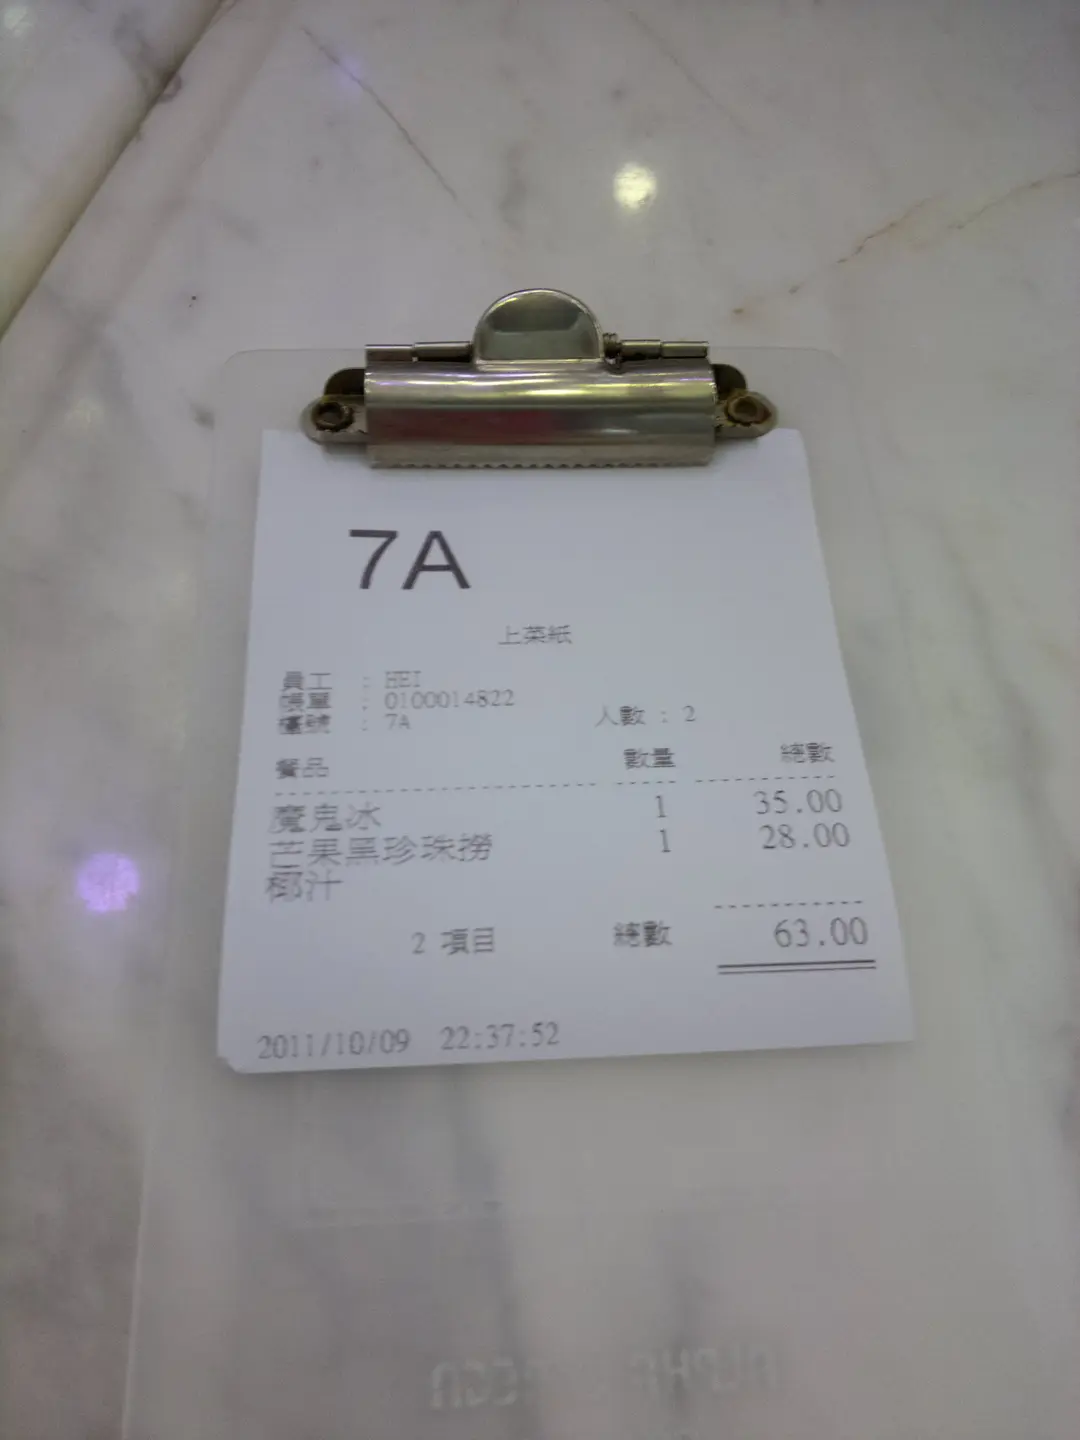 7A
上菜紙
員工 : HEI
帳單 : 0100014822
檯號 : 7A 人數 : 2
餐品 數量 總數
魔鬼冰 1 35.00
芒果黑珍珠撈 1 28.00
椰汁
2 項目 總數 63.00
2011/10/09 22:37:52